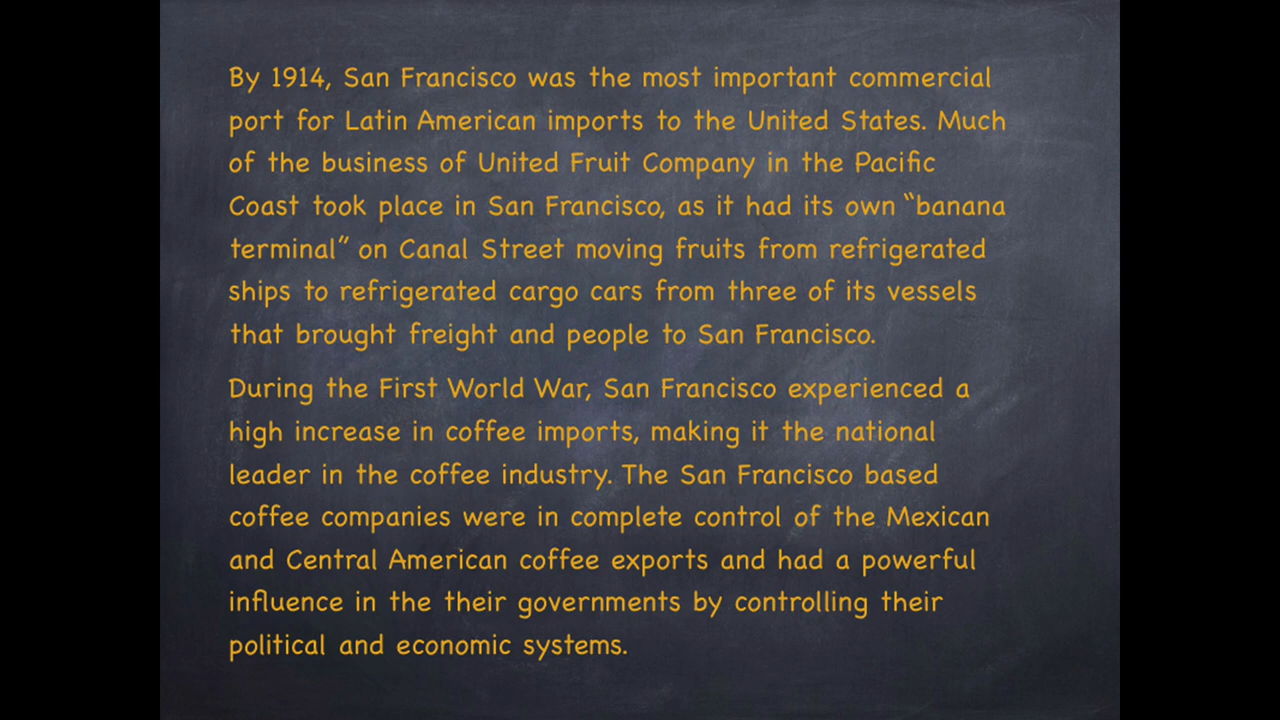 By 1914, San Francisco was the most important commercial
port for Latin American imports to the United States. Much
of the business of United Fruit Company in the Pacific
Coast took place in San Francisco, as it had its own “banana
terminal” on Canal Street moving fruits from refrigerated
ships to refrigerated cargo cars from three of its vessels
that brought freight and people to San Francisco.
During the First World War, San Francisco experienced a
high increase in coffee imports, making it the national
leader in the coffee industry. The San Francisco based
coffee companies were in complete control of the Mexican
and Central American coffee exports and had a powerful
influence in the their governments by controlling their
political and economic systems.